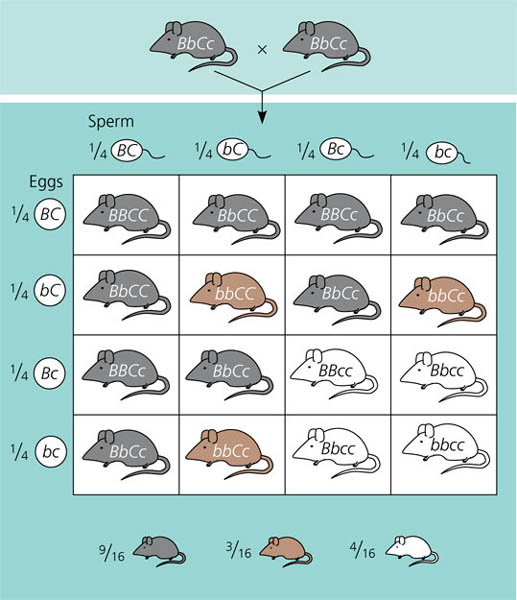 BbCc × BbCc
Sperm
1/4 BC 1/4 bC 1/4 Bc 1/4 bc
Eggs
1/4 BC BBCC BbCC BBCc BbCc
1/4 bC BbCC bbCC BbCc bbCc
1/4 Bc BBCc BbCc BBcc Bbcc
1/4 bc BbCc bbCc Bbcc bbcc
9/16 3/16 4/16